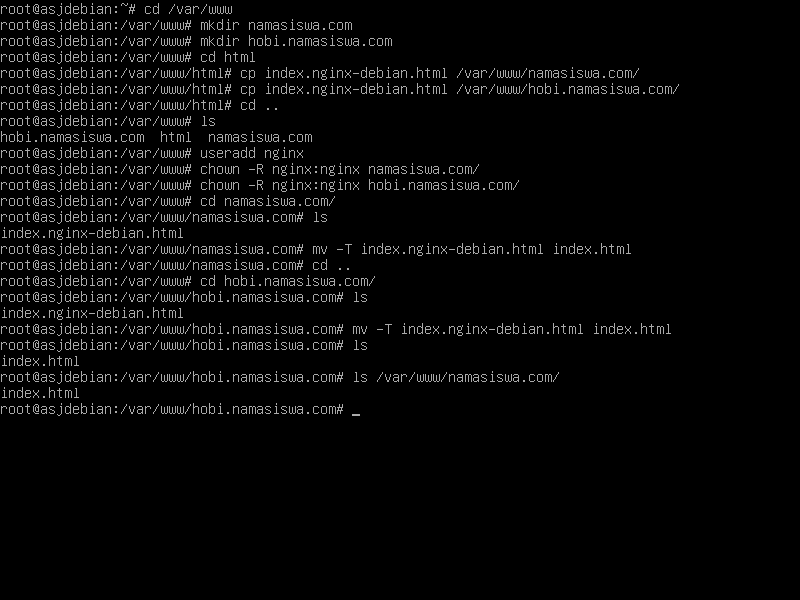 root@asjdebian:~# cd /var/www
root@asjdebian:/var/www# mkdir namasiswa.com
root@asjdebian:/var/www# mkdir hobi.namasiswa.com
root@asjdebian:/var/www# cd html
root@asjdebian:/var/www/html# cp index.nginx-debian.html /var/www/namasiswa.com/
root@asjdebian:/var/www/html# cp index.nginx-debian.html /var/www/hobi.namasiswa.com/
root@asjdebian:/var/www/html# cd ..
root@asjdebian:/var/www# ls
hobi.namasiswa.com  html  namasiswa.com
root@asjdebian:/var/www# useradd nginx
root@asjdebian:/var/www# chown -R nginx:nginx namasiswa.com/
root@asjdebian:/var/www# chown -R nginx:nginx hobi.namasiswa.com/
root@asjdebian:/var/www# cd namasiswa.com/
root@asjdebian:/var/www/namasiswa.com# ls
index.nginx-debian.html
root@asjdebian:/var/www/namasiswa.com# mv -T index.nginx-debian.html index.html
root@asjdebian:/var/www/namasiswa.com# cd ..
root@asjdebian:/var/www# cd hobi.namasiswa.com/
root@asjdebian:/var/www/hobi.namasiswa.com# ls
index.nginx-debian.html
root@asjdebian:/var/www/hobi.namasiswa.com# mv -T index.nginx-debian.html index.html
root@asjdebian:/var/www/hobi.namasiswa.com# ls
index.html
root@asjdebian:/var/www/hobi.namasiswa.com# ls /var/www/namasiswa.com/
index.html
root@asjdebian:/var/www/hobi.namasiswa.com# _